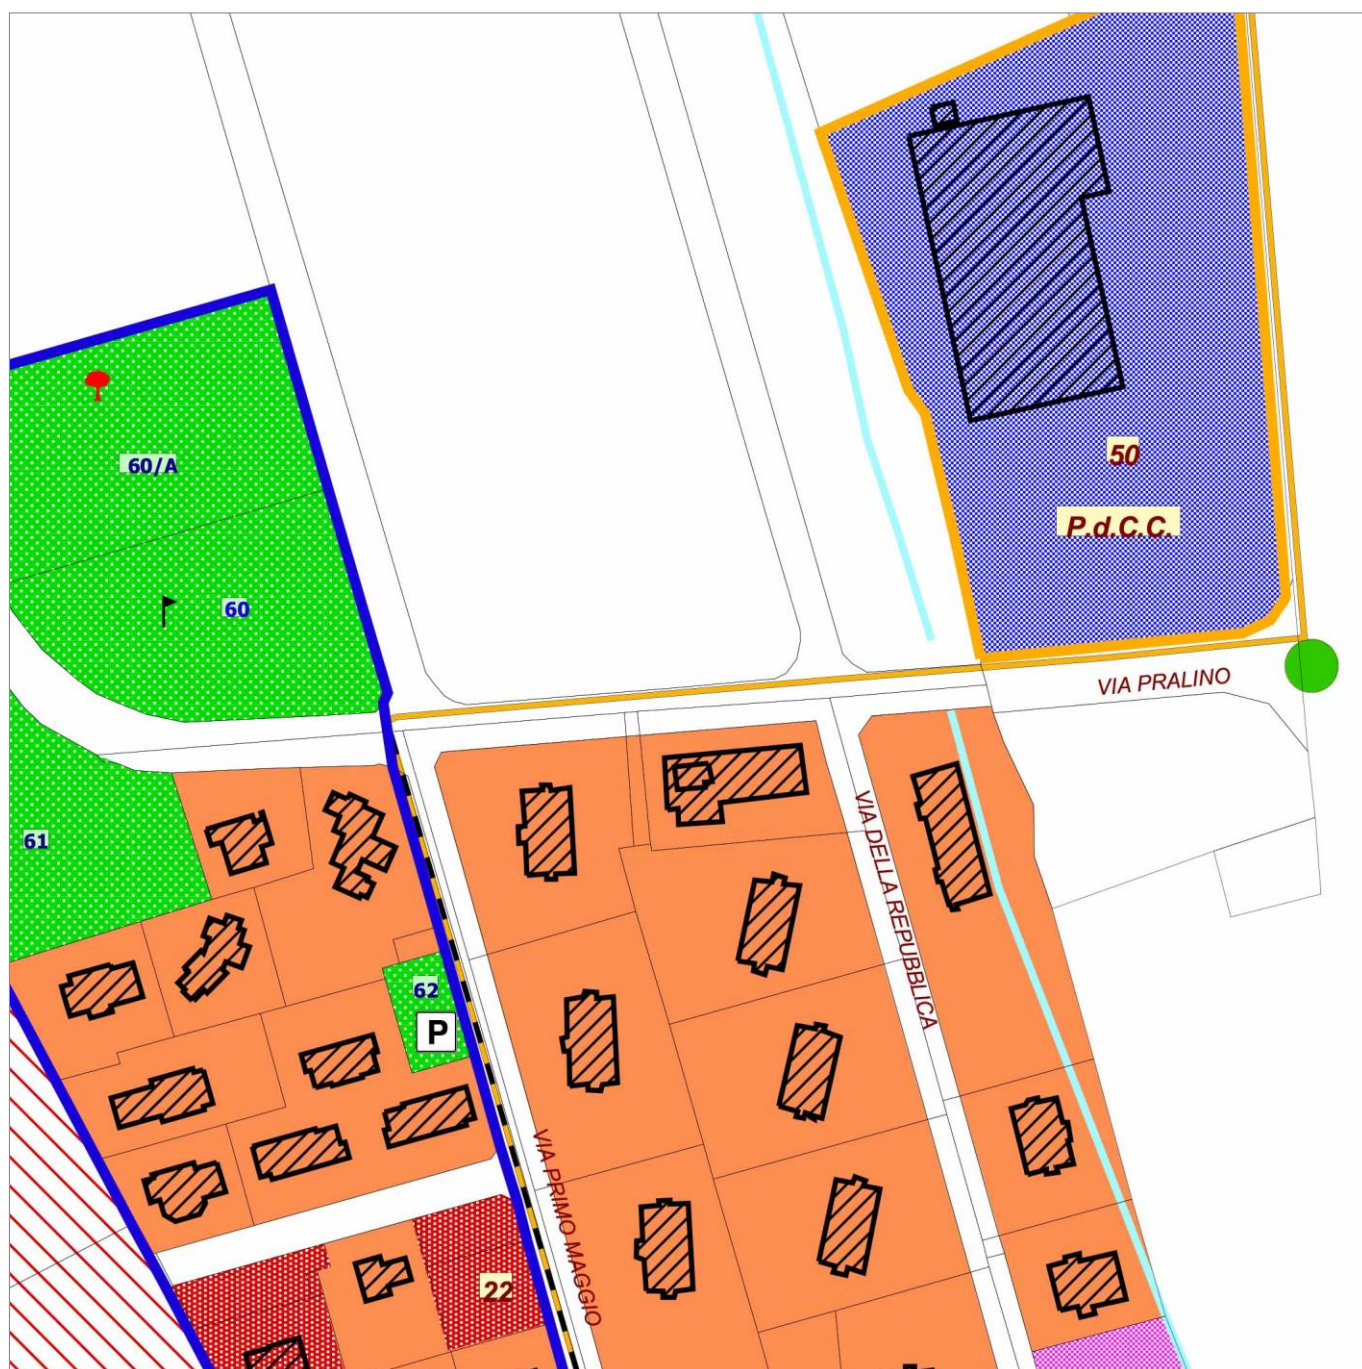 60/A
50
P.d.C.C.
60
VIA PRALINO
61
VIA DELLA REPUBBLICA
62
P
VIA PRIMO MAGGIO
22